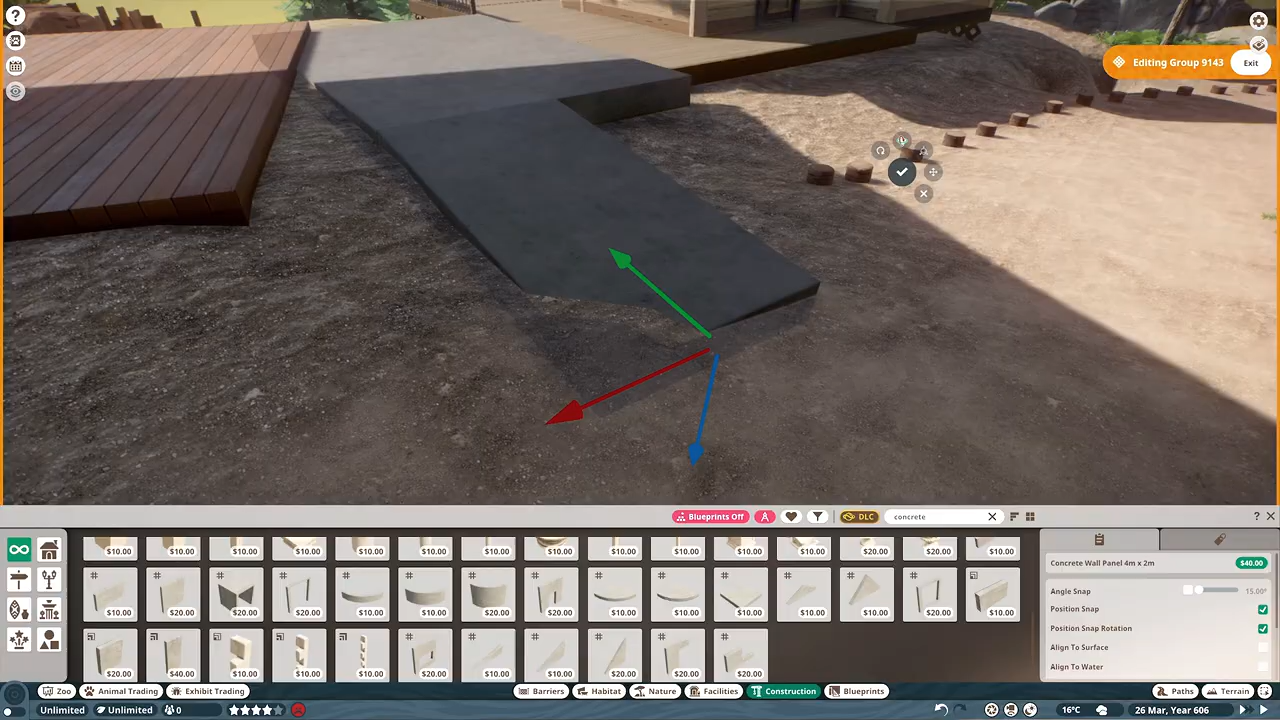 ?
Editing Group 9143
Exit
Blueprints Off
DLC
concrete
?
$10.00 $10.00 $10.00 $10.00 $10.00 $10.00 $10.00 $10.00 $10.00 $10.00 $10.00 $20.00 $20.00 $20.00 $10.00
$10.00 $20.00 $20.00 $20.00 $10.00 $10.00 $20.00 $20.00 $10.00 $10.00 $10.00 $10.00 $10.00 $20.00 $10.00
$20.00 $40.00 $10.00 $10.00 $10.00 $20.00 $10.00 $10.00 $20.00 $20.00 $20.00
Concrete Wall Panel 4m x 2m
$40.00
Angle Snap
15.00°
Position Snap
Position Snap Rotation
Align To Surface
Align To Water
Zoo
Animal Trading
Exhibit Trading
Barriers
Habitat
Nature
Facilities
Construction
Blueprints
Paths
Terrain
Unlimited
Unlimited
0
16°C
26 Mar, Year 606